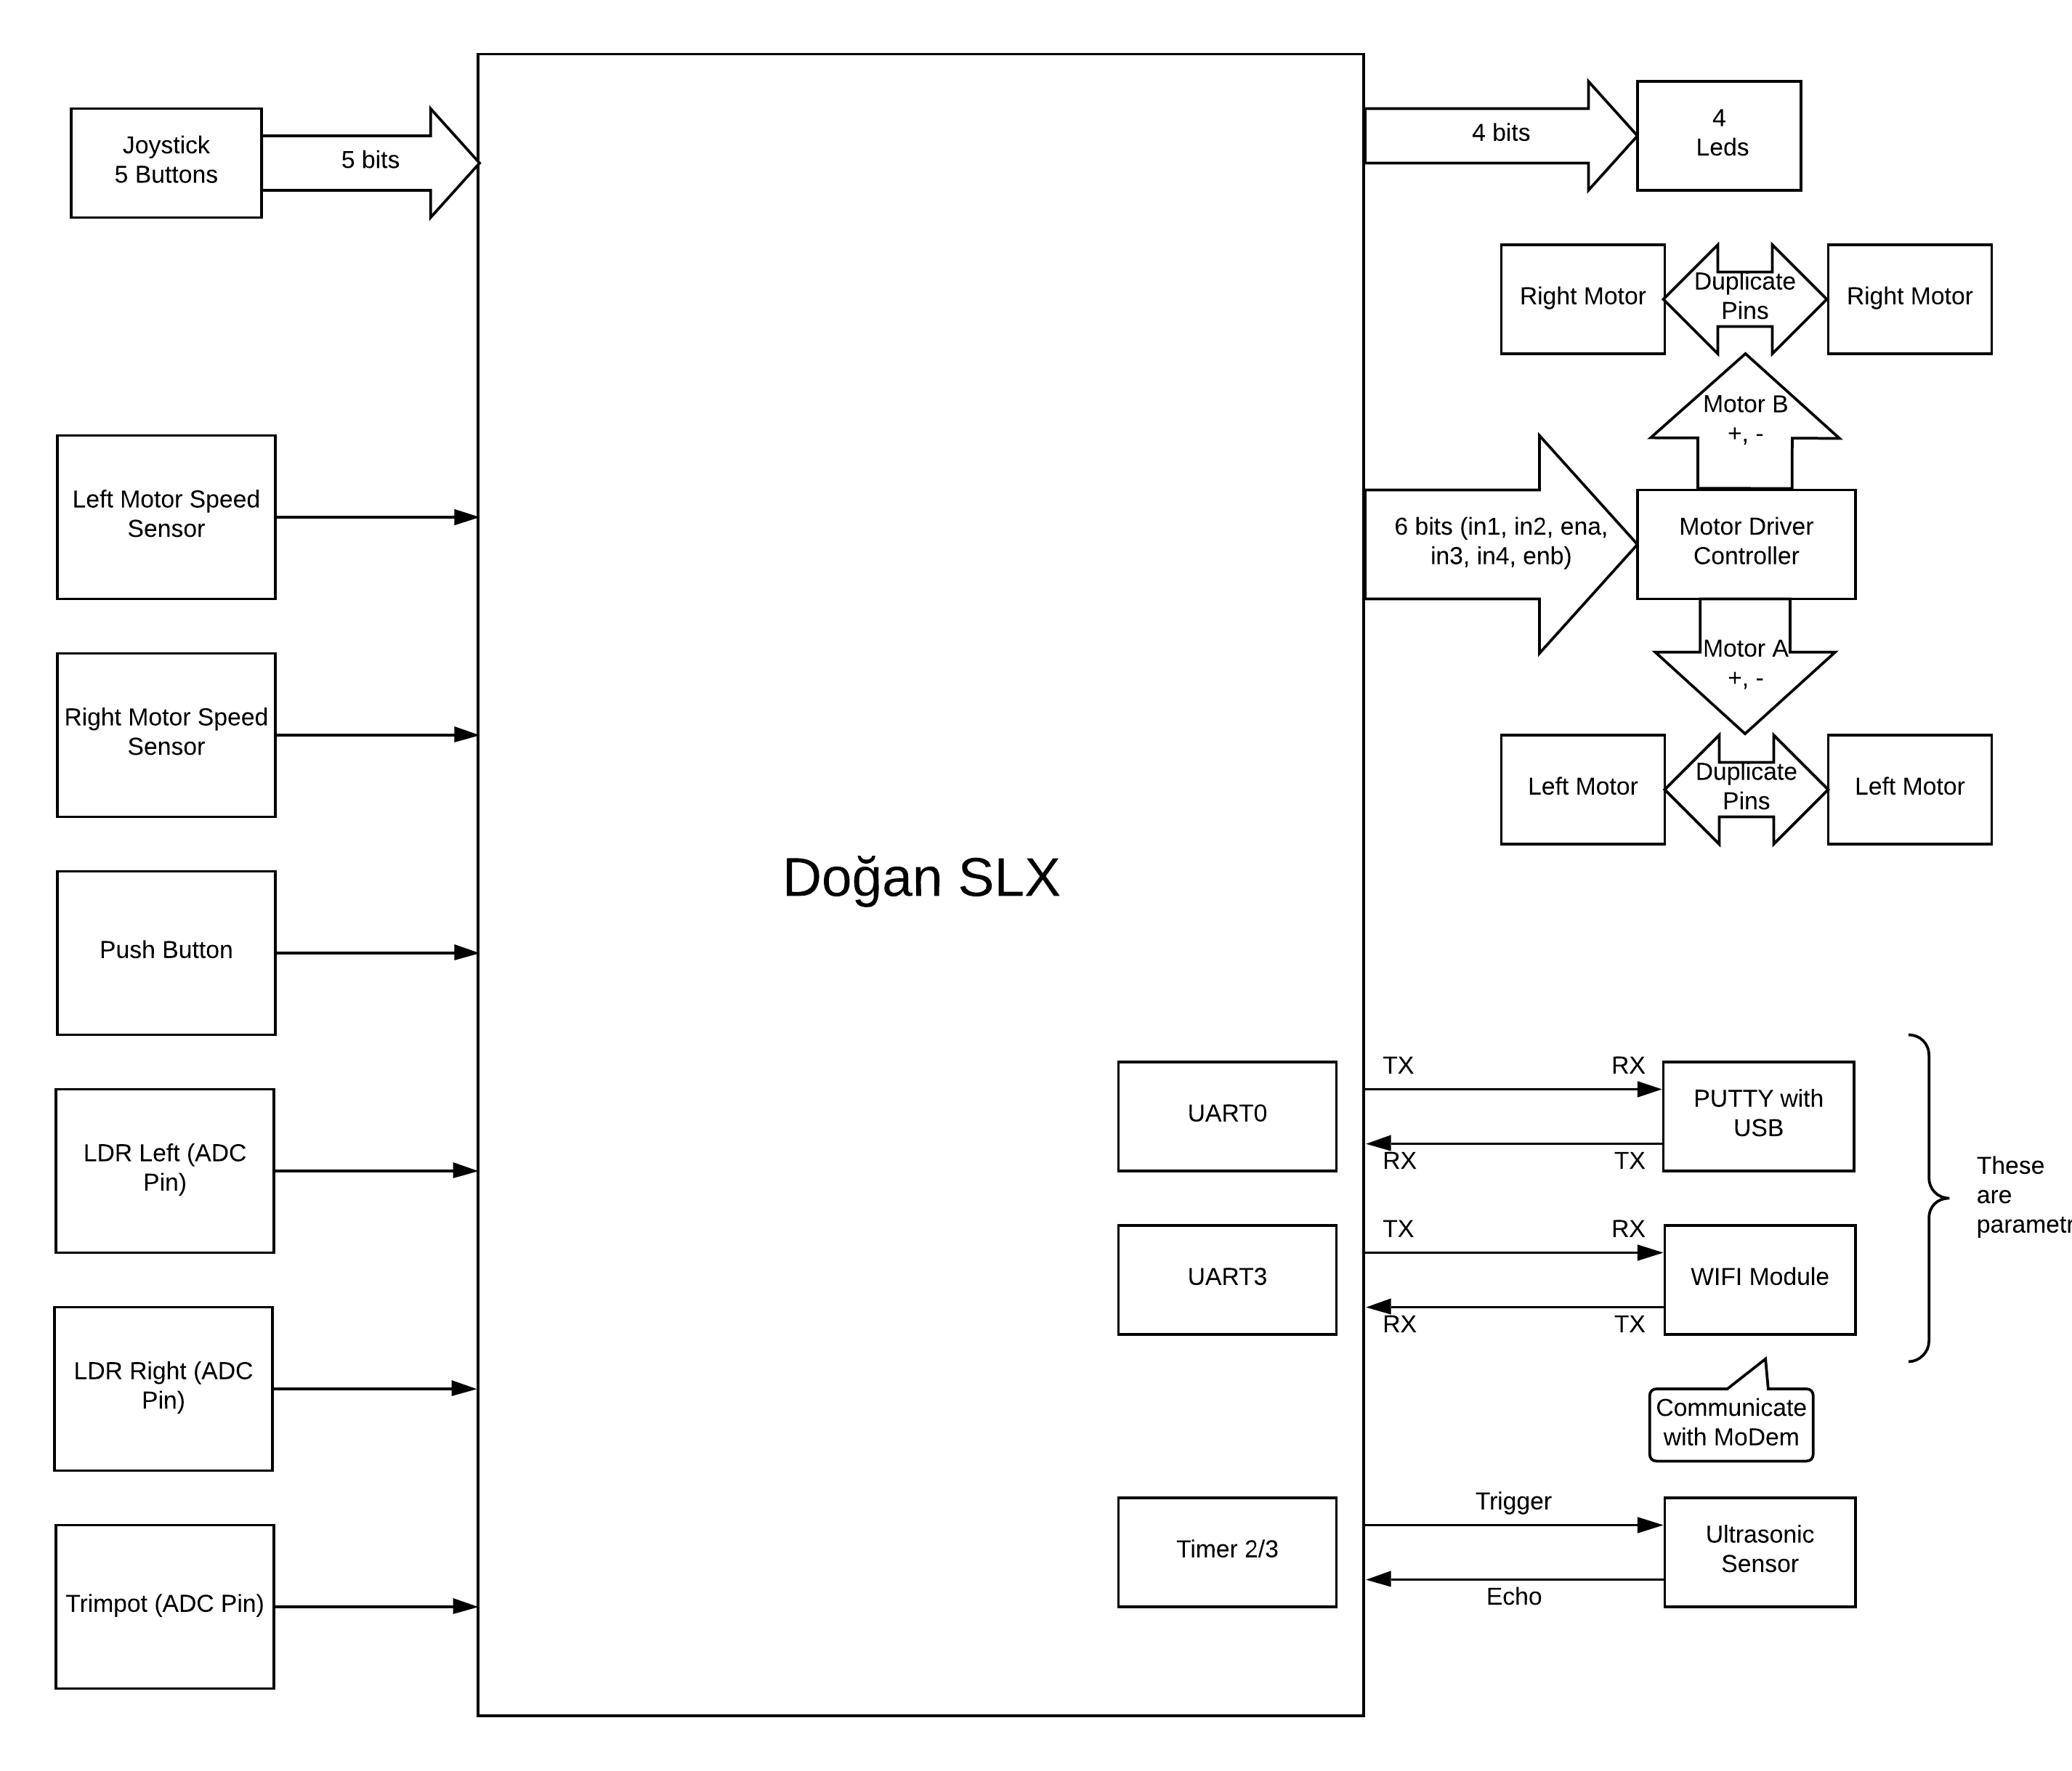 Joystick
5 Buttons
5 bits
4 bits
4
Leds
Right Motor
Duplicate
Pins
Right Motor
Motor B
+, -
Left Motor Speed
Sensor
6 bits (in1, in2, ena,
in3, in4, enb)
Motor Driver
Controller
Motor A
+, -
Right Motor Speed
Sensor
Left Motor
Duplicate
Pins
Left Motor
Doğan SLX
Push Button
UART0
TX
RX
PUTTY with
USB
RX
TX
These
are
LDR Left (ADC
Pin)
UART3
TX
RX
WIFI Module
RX
TX
LDR Right (ADC
Pin)
Communicate
with MoDem
Timer 2/3
Trigger
Ultrasonic
Sensor
Echo
Trimpot (ADC Pin)